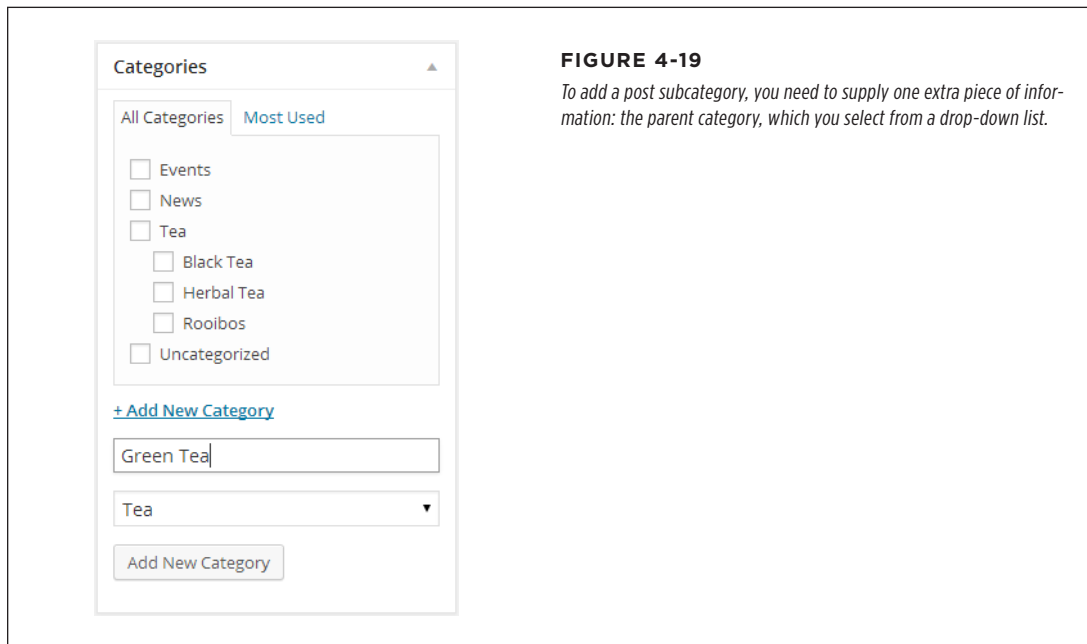 Categories
All Categories Most Used
Events
News
Tea
Black Tea
Herbal Tea
Rooibos
Uncategorized
+ Add New Category
Green Tea
Tea
Add New Category
FIGURE 4-19
To add a post subcategory, you need to supply one extra piece of infor-
mation: the parent category, which you select from a drop-down list.